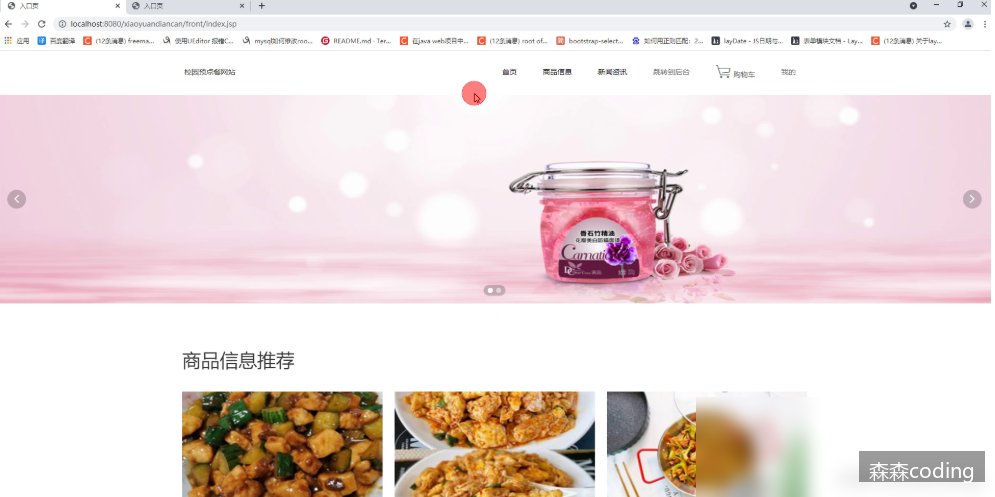 入口页
入口页
localhost:8080/xiaoyuandiancan/front/index.jsp
应用
百度翻译
(12条消息) freema...
使用UEditor 报错C...
mysql如何修改roo...
README.md · Ter...
在java web项目中...
(12条消息) root of...
bootstrap-select...
如何用正则匹配: 2...
layDate - JS日期与...
表单模块文档 - Lay...
(12条消息) 关于lay...
校园预点餐网站
首页
商品信息
新闻资讯
跳转到后台
购物车
我的
香石竹精油
Carnation
商品信息推荐
森森coding